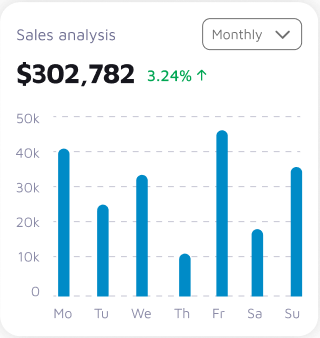 Sales analysis
Monthly
$302,782 3.24% ↑
50k
40k
30k
20k
10k
0
Mo Tu We Th Fr Sa Su